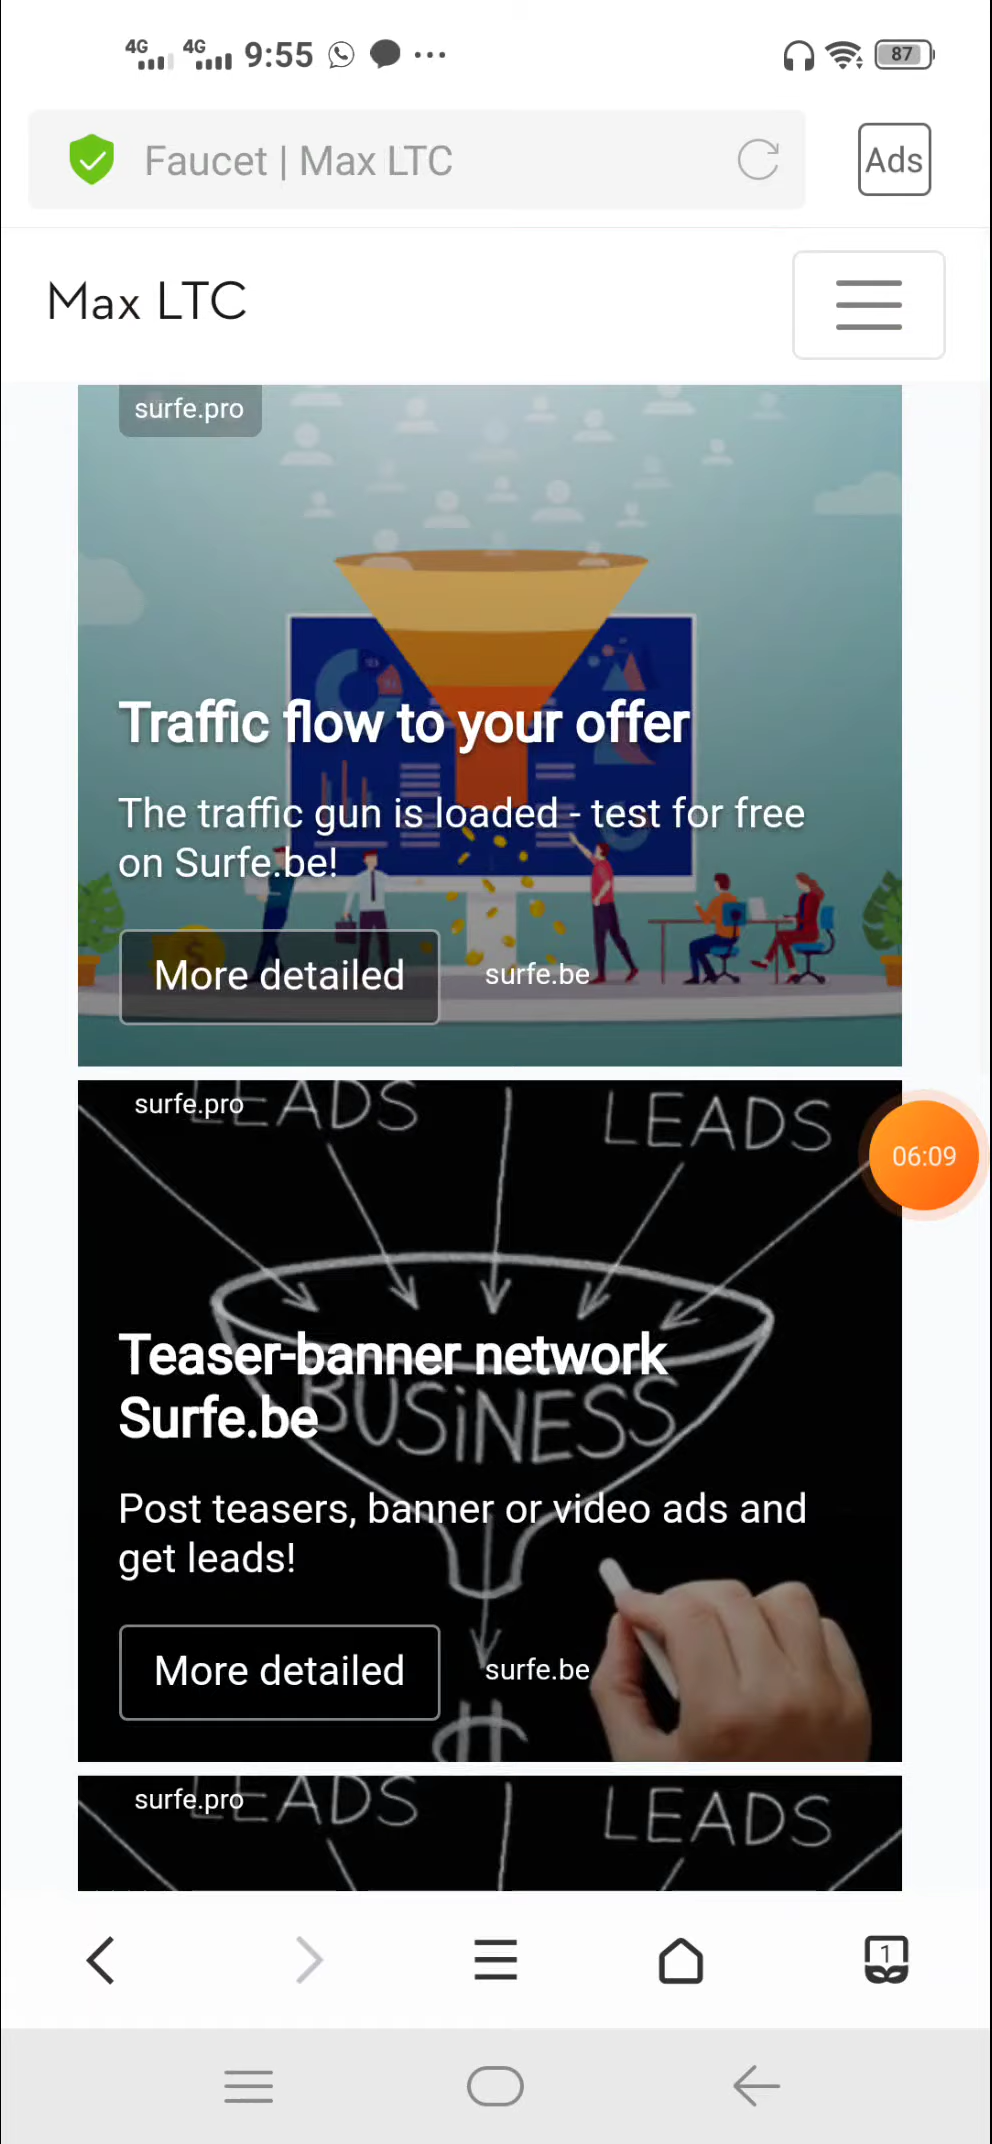 4G 4G 9:55 87
Faucet | Max LTC
Ads
Max LTC
surfe.pro
Traffic flow to your offer
The traffic gun is loaded - test for free
on Surfe.be!
More detailed
surfe.be
surfe.pro
LEADS
LEADS
06:09
Teaser-banner network
Surfe.be
BUSiNESS
Post teasers, banner or video ads and
get leads!
More detailed
surfe.be
$
surfe.pro
LEADS
LEADS
1